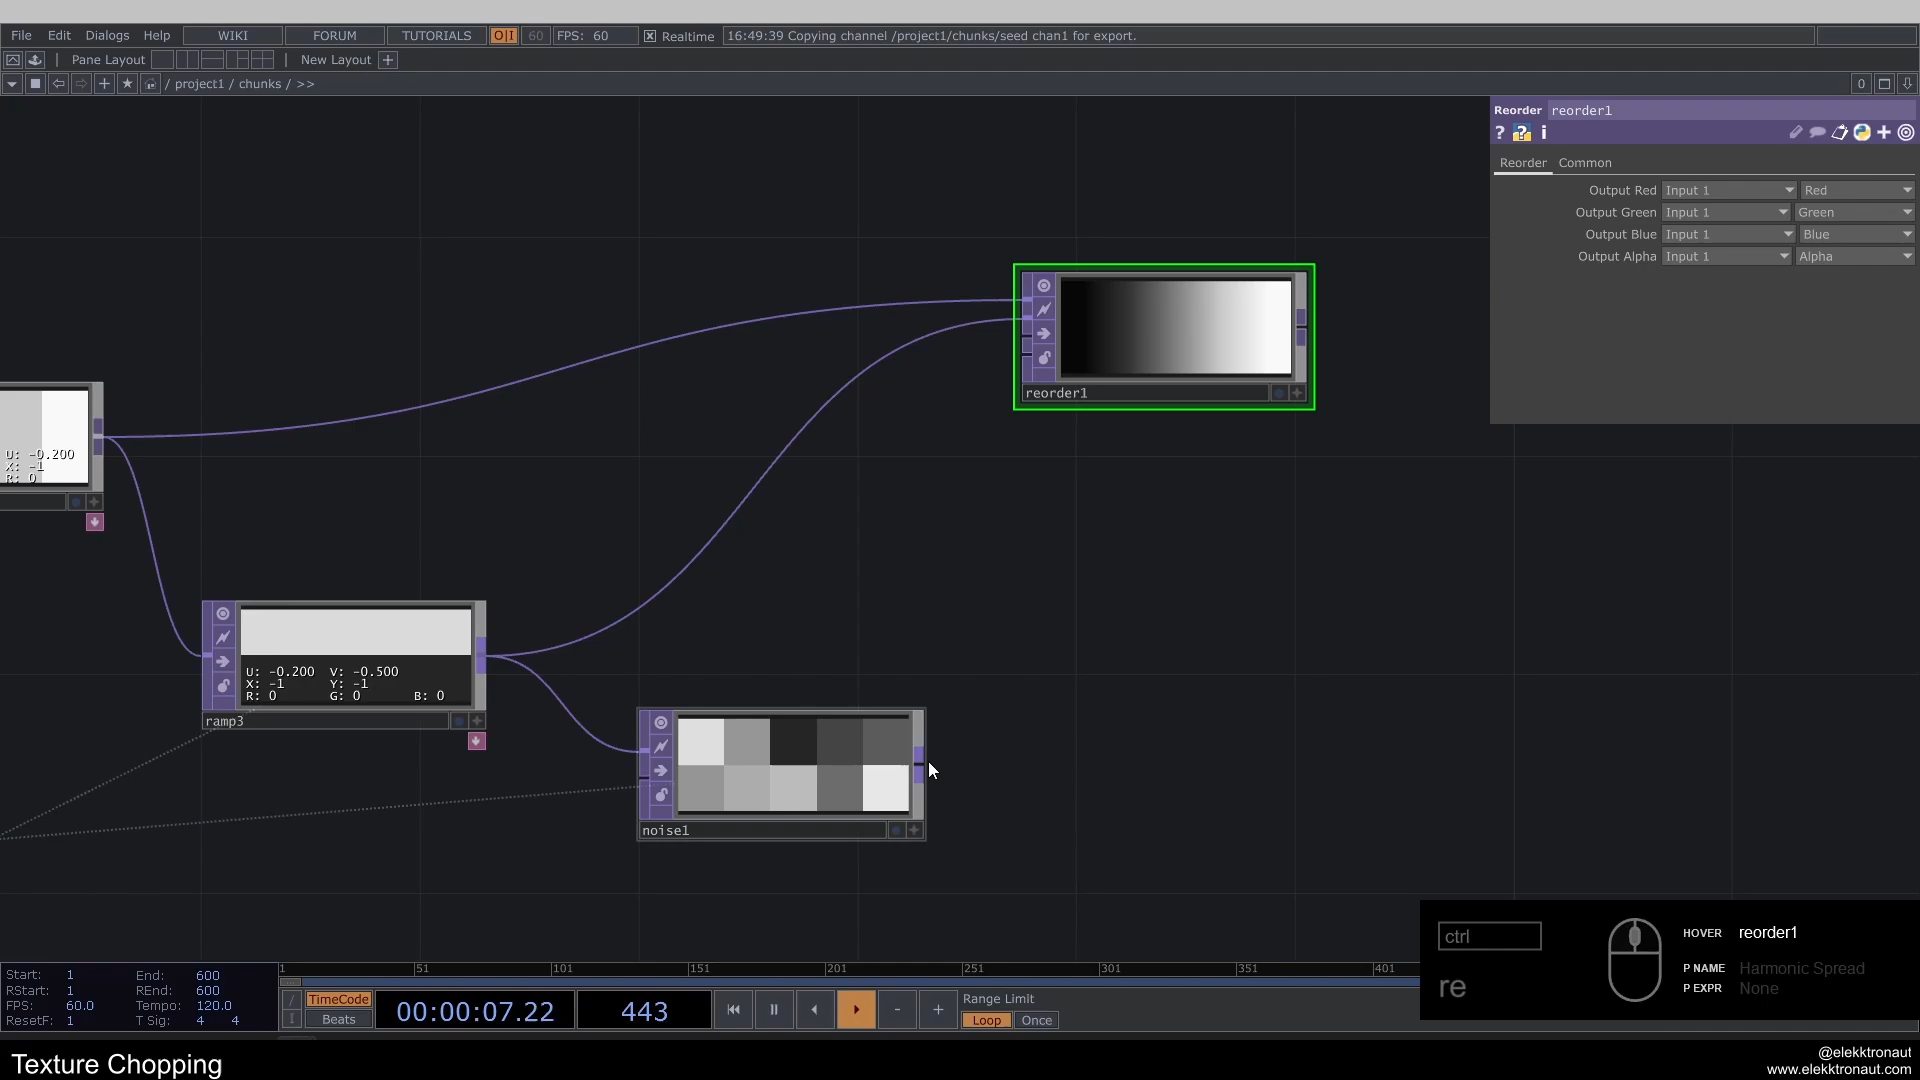 File Edit Dialogs Help WIKI FORUM TUTORIALS O|I 60 FPS: 60 Realtime 16:49:39 Copying channel /project1/chunks/seed chan1 for export.
Pane Layout New Layout
/ project1 / chunks / >> 0
Reorder reorder1
? ? i
Reorder Common
Output Red Input 1 Red
Output Green Input 1 Green
Output Blue Input 1 Blue
Output Alpha Input 1 Alpha
reorder1
U: -0.200
X: -1
R: 0
U: -0.200 V: -0.500
X: -1 Y: -1
R: 0 G: 0 B: 0
ramp3
noise1
ctrl
re
HOVER reorder1
P NAME Harmonic Spread
P EXPR None
1 51 101 151 201 251 301 351 401
Start: 1 End: 600
RStart: 1 REnd: 600
FPS: 60.0 Tempo: 120.0
ResetF: 1 T Sig: 4 4
TimeCode
Beats
00:00:07.22
443
Range Limit
Loop Once
Texture Chopping
@elekktronaut
www.elekktronaut.com